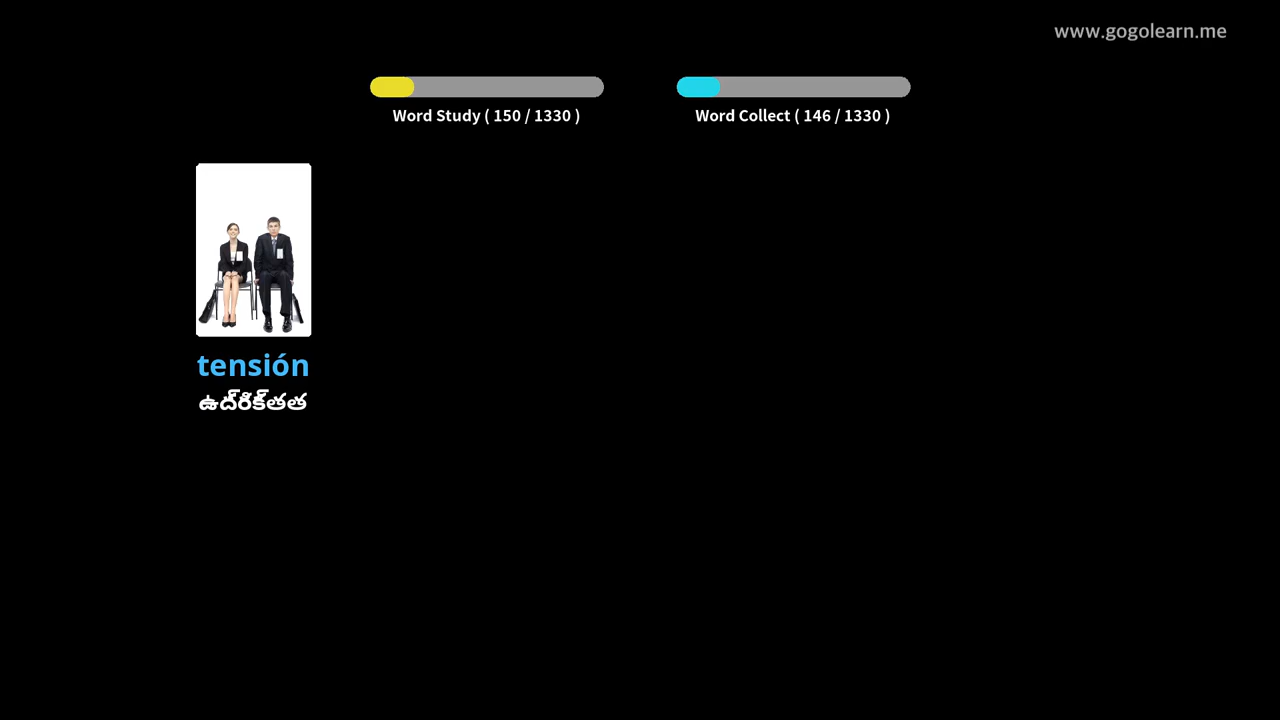 www.gogolearn.me
Word Study ( 150 / 1330 )
Word Collect ( 146 / 1330 )
tensión
ఉద్రిక్తత